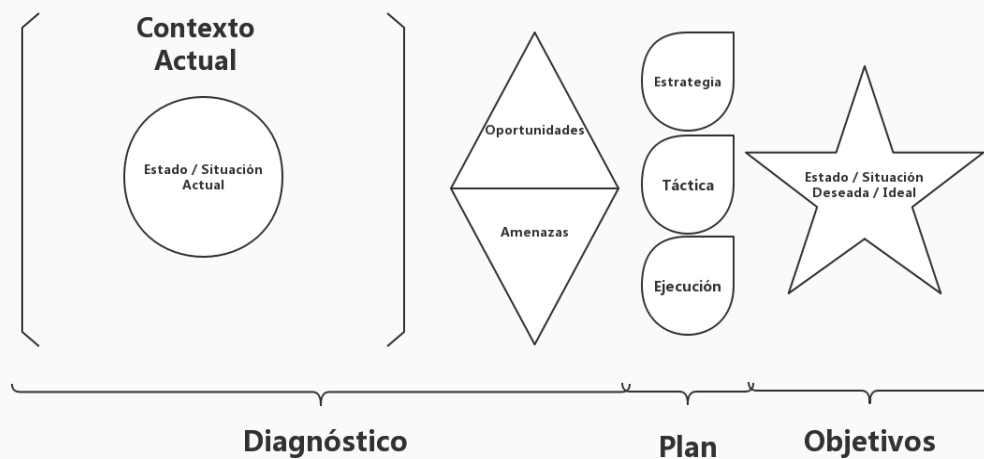 Contexto
Actual
Estado / Situación
Actual
Oportunidades
Amenazas
Estrategia
Táctica
Ejecución
Estado / Situación
Deseada / Ideal
Diagnóstico
Plan
Objetivos